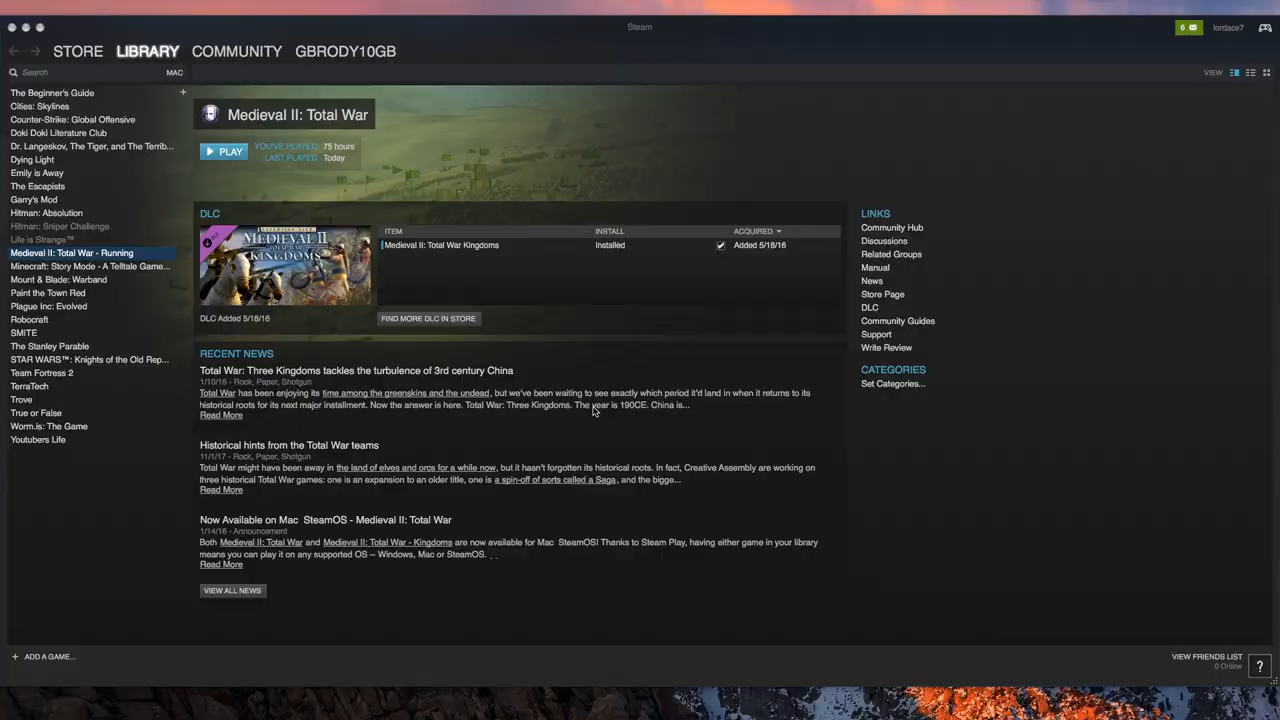 Steam
6
lordace7
STORE LIBRARY COMMUNITY GBRODY10GB
Search
MAC
VIEW
The Beginner's Guide
Cities: Skylines
Counter-Strike: Global Offensive
Doki Doki Literature Club
Dr. Langeskov, The Tiger, and The Terrib...
Dying Light
Emily is Away
The Escapists
Garry's Mod
Hitman: Absolution
Hitman: Sniper Challenge
Life is Strange™
Medieval II: Total War - Running
Minecraft: Story Mode - A Telltale Game...
Mount & Blade: Warband
Paint the Town Red
Plague Inc: Evolved
Robocraft
SMITE
The Stanley Parable
STAR WARS™: Knights of the Old Rep...
Team Fortress 2
TerraTech
Trove
True or False
Worm.is: The Game
Youtubers Life
Medieval II: Total War
PLAY
YOU'VE PLAYED 75 hours
LAST PLAYED Today
DLC
EXPANSION PACK
MEDIEVAL II
TOTAL WAR
KINGDOMS
ITEM INSTALL ACQUIRED
Medieval II: Total War Kingdoms Installed Added 5/18/16
DLC Added 5/18/16
FIND MORE DLC IN STORE
RECENT NEWS
Total War: Three Kingdoms tackles the turbulence of 3rd century China
1/10/18 - Rock, Paper, Shotgun
Total War has been enjoying its time among the greenskins and the undead, but we've been waiting to see exactly which period it'd land in when it returns to its
historical roots for its next major installment. Now the answer is here. Total War: Three Kingdoms. The year is 190CE. China is...
Read More
Historical hints from the Total War teams
11/1/17 - Rock, Paper, Shotgun
Total War might have been away in the land of elves and orcs for a while now, but it hasn't forgotten its historical roots. In fact, Creative Assembly are working on
three historical Total War games: one is an expansion to an older title, one is a spin-off of sorts called a Saga, and the bigge...
Read More
Now Available on Mac SteamOS - Medieval II: Total War
1/14/16 - Announcement
Both Medieval II: Total War and Medieval II: Total War - Kingdoms are now available for Mac SteamOS! Thanks to Steam Play, having either game in your library
means you can play it on any supported OS -- Windows, Mac or SteamOS. . .
Read More
VIEW ALL NEWS
LINKS
Community Hub
Discussions
Related Groups
Manual
News
Store Page
DLC
Community Guides
Support
Write Review
CATEGORIES
Set Categories...
+ ADD A GAME...
VIEW FRIENDS LIST
0 Online
?